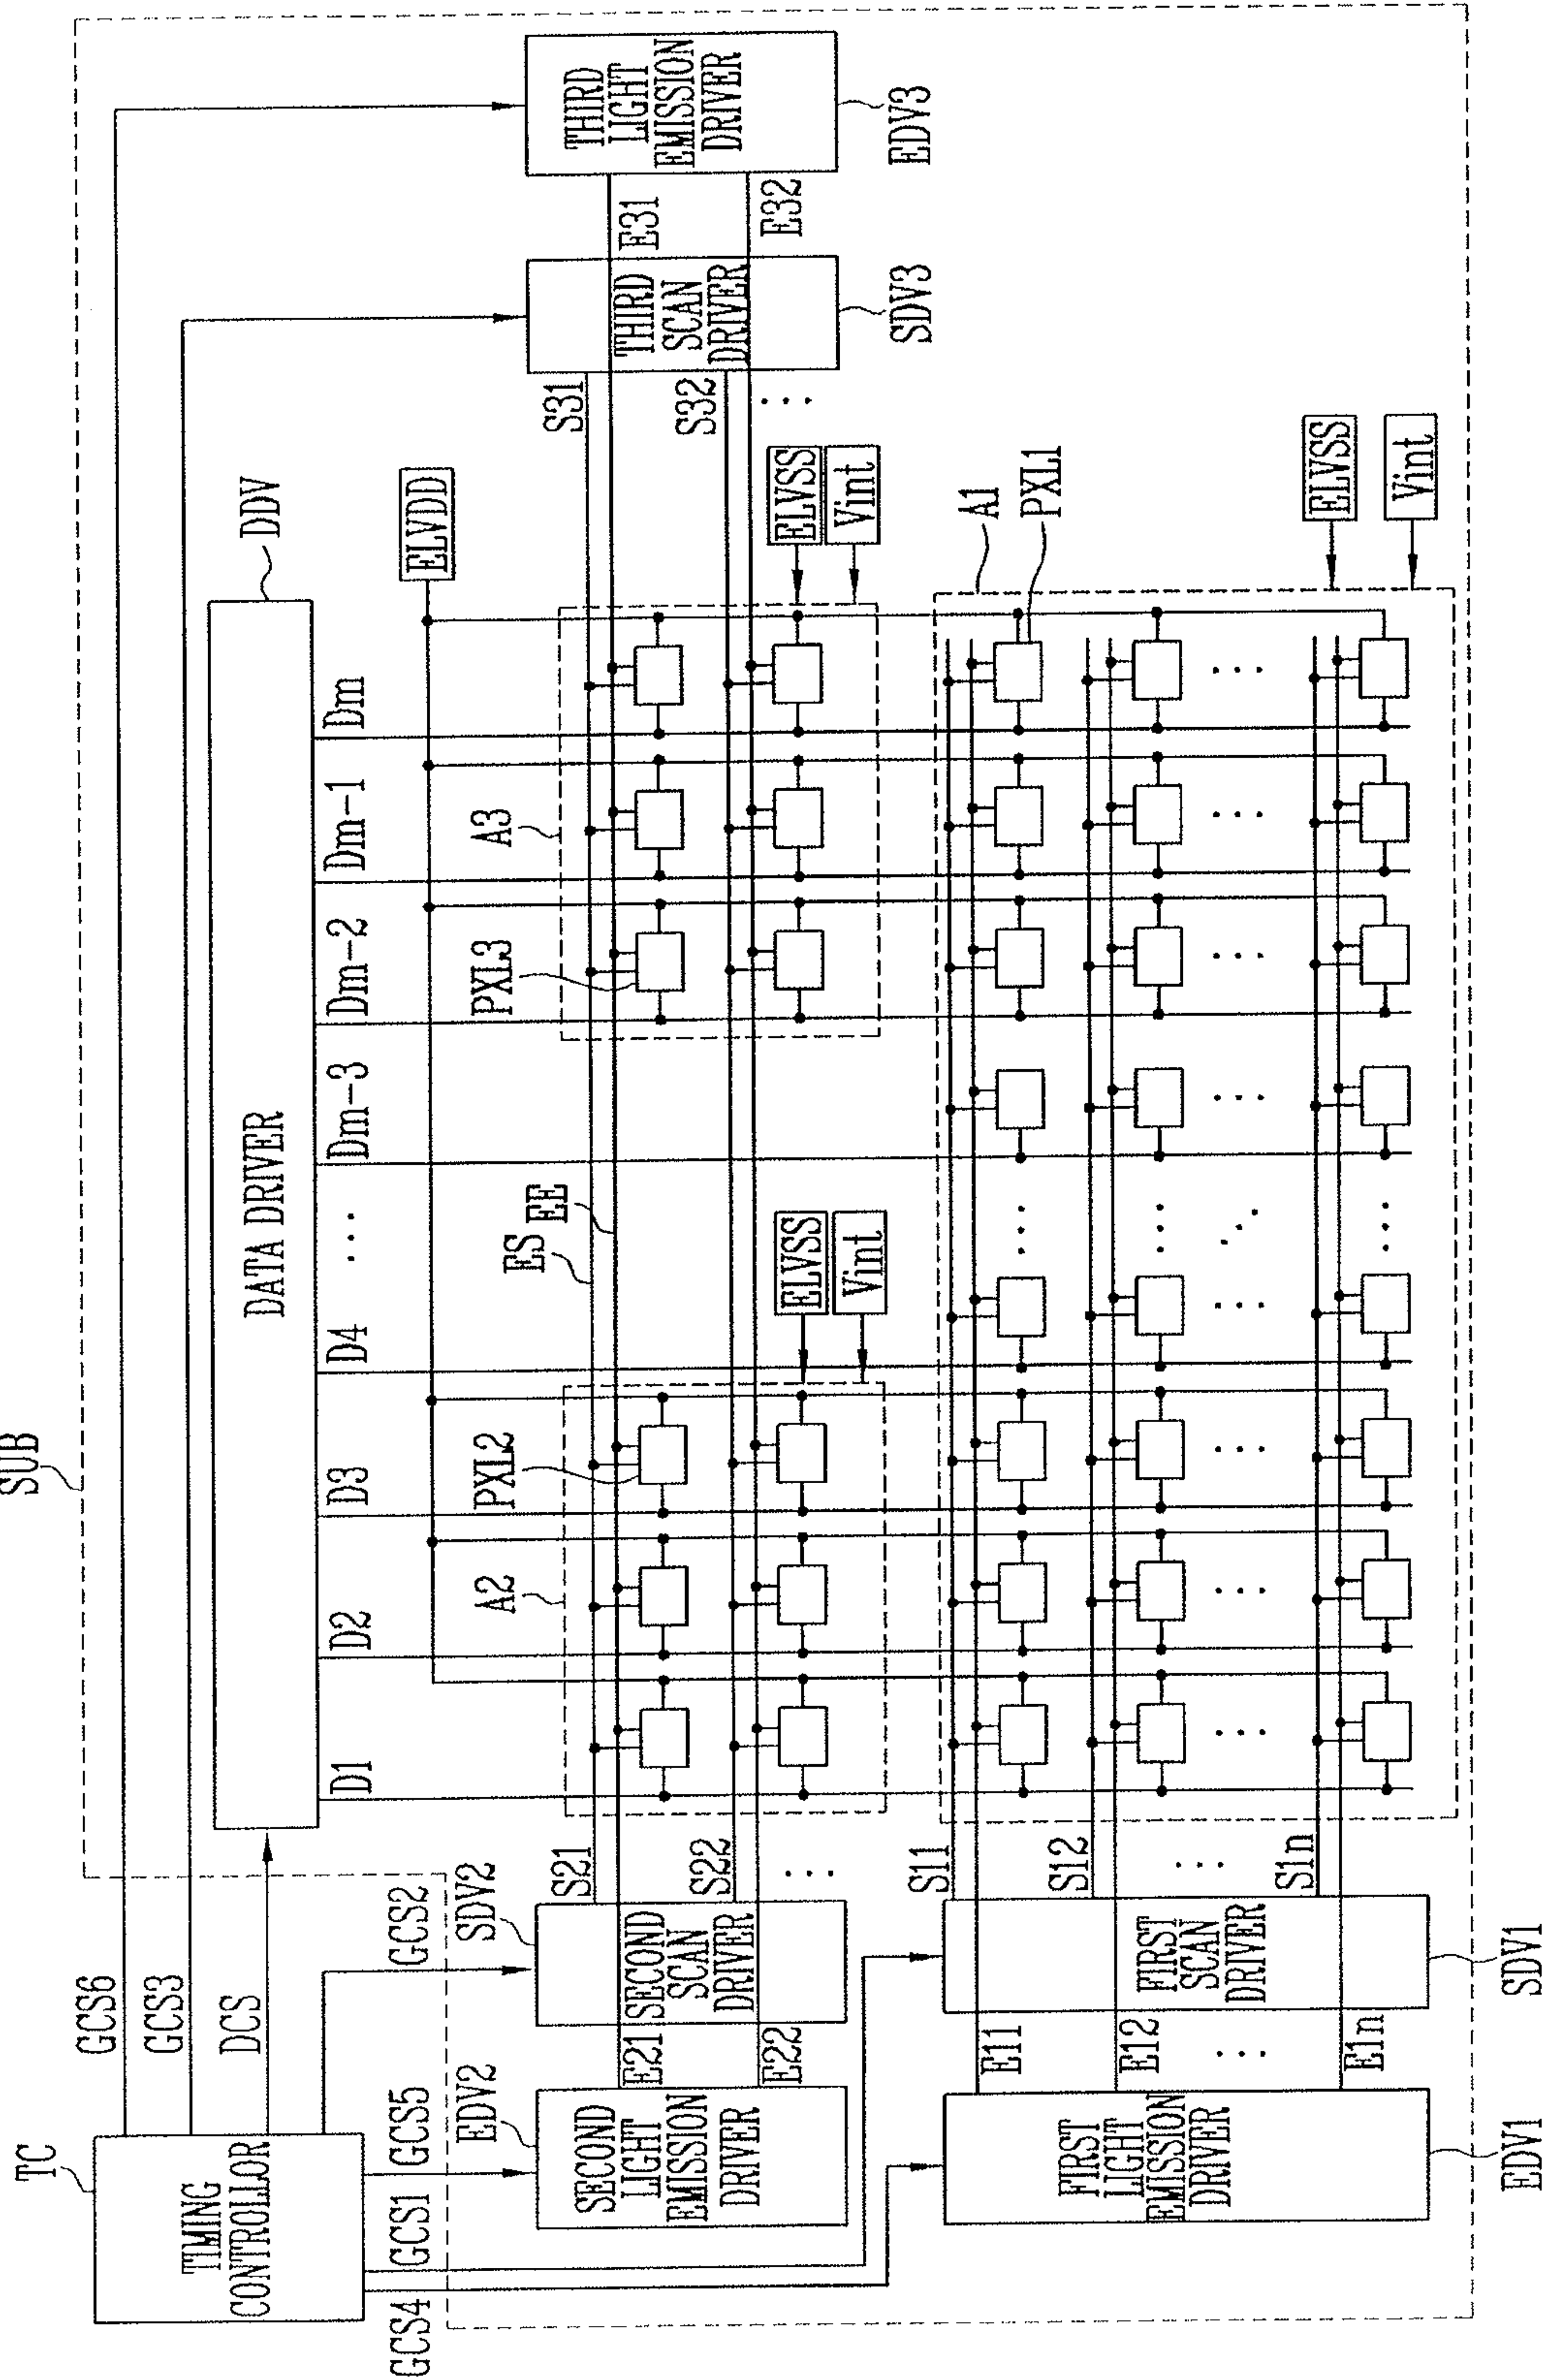 SUB
TC
TIMING
CONTROLLOR
GCS6
GCS3
DCS
GCS2
GCS5
GCS1
GCS4
DATA DRIVER
DDV
D1
D2
D3
D4
...
Dm-3
Dm-2
Dm-1
Dm
ELVDD
EDV2
SECOND
LIGHT
EMISSION
DRIVER
E21
E22
SDV2
SECOND
SCAN
DRIVER
S21
S22
...
A2
PXL2
ES
EE
ELVSS
Vint
PXL3
A3
ELVSS
Vint
S31
S32
...
THIRD
SCAN
DRIVER
SDV3
E31
E32
THIRD
LIGHT
EMISSION
DRIVER
EDV3
FIRST
LIGHT
EMISSION
DRIVER
EDV1
E11
E12
...
E1n
FIRST
SCAN
DRIVER
SDV1
S11
S12
...
S1n
A1
PXL1
ELVSS
Vint